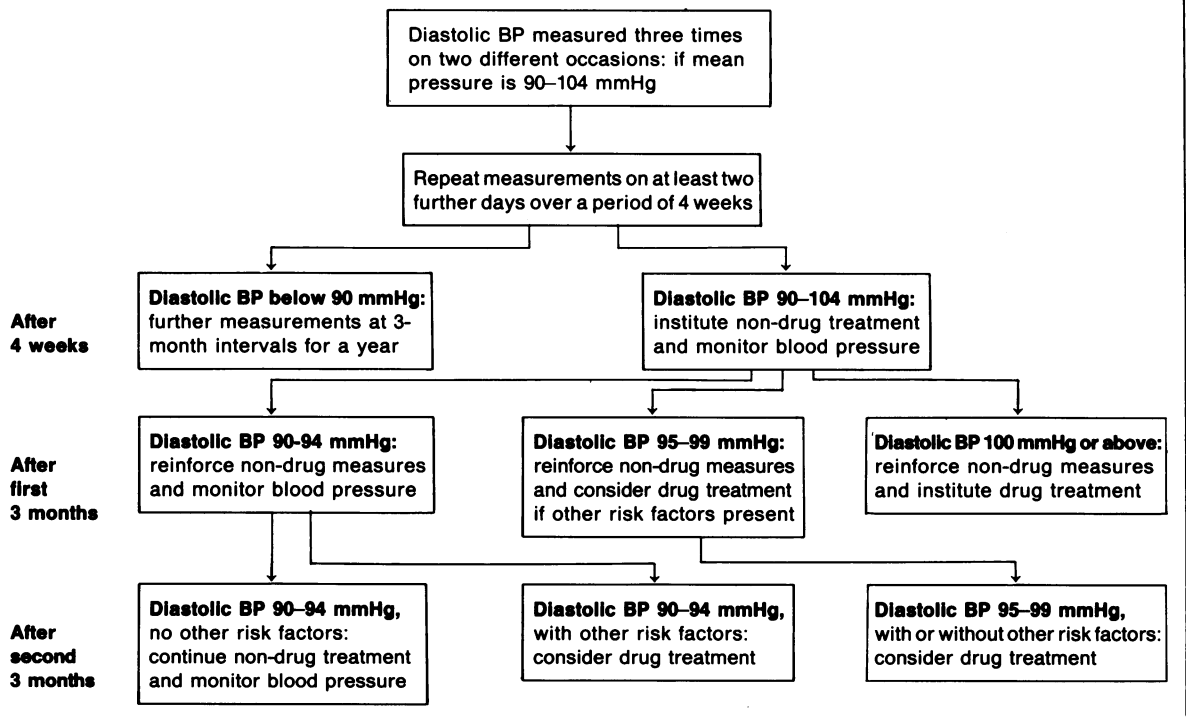 Diastolic BP measured three times
on two different occasions: if mean
pressure is 90–104 mmHg
Repeat measurements on at least two
further days over a period of 4 weeks
After
4 weeks
Diastolic BP below 90 mmHg:
further measurements at 3-
month intervals for a year
Diastolic BP 90–104 mmHg:
institute non-drug treatment
and monitor blood pressure
After
first
3 months
Diastolic BP 90-94 mmHg:
reinforce non-drug measures
and monitor blood pressure
Diastolic BP 95–99 mmHg:
reinforce non-drug measures
and consider drug treatment
if other risk factors present
Diastolic BP 100 mmHg or above:
reinforce non-drug measures
and institute drug treatment
After
second
3 months
Diastolic BP 90–94 mmHg,
no other risk factors:
continue non-drug treatment
and monitor blood pressure
Diastolic BP 90–94 mmHg,
with other risk factors:
consider drug treatment
Diastolic BP 95–99 mmHg,
with or without other risk factors:
consider drug treatment